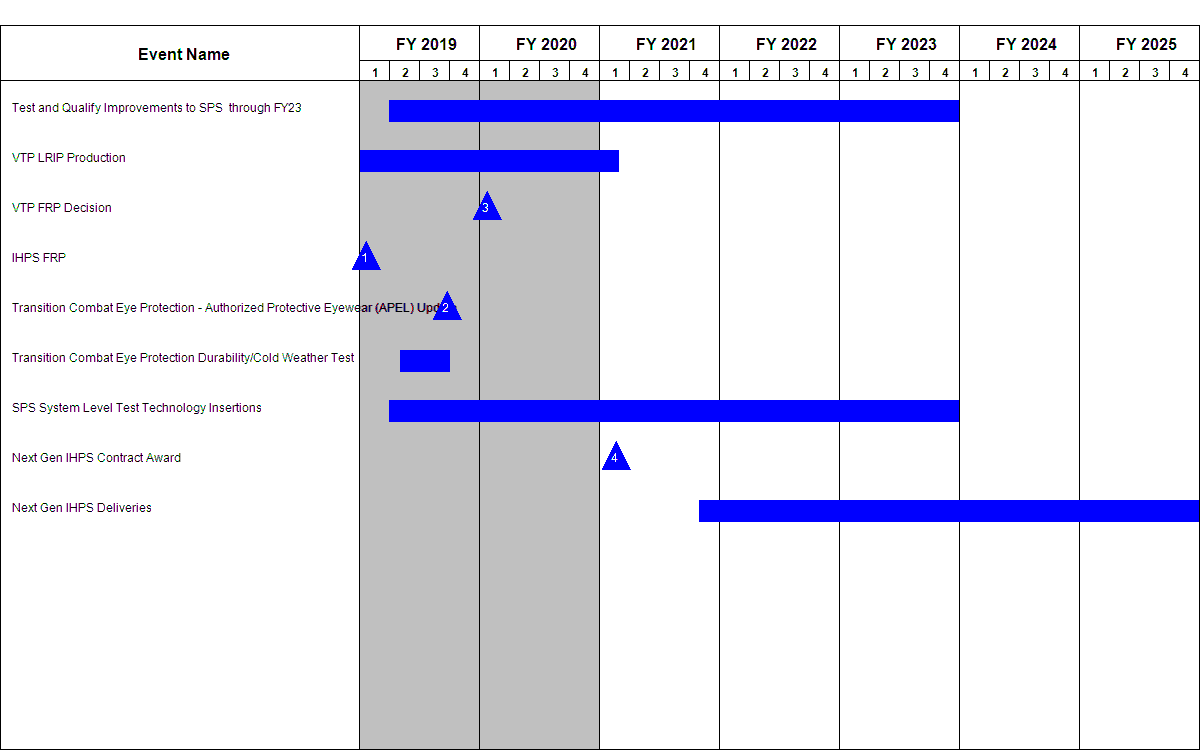 Event Name FY 2019 FY 2020 FY 2021 FY 2022 FY 2023 FY 2024 FY 2025
1 2 3 4 1 2 3 4 1 2 3 4 1 2 3 4 1 2 3 4 1 2 3 4 1 2 3 4
Test and Qualify Improvements to SPS through FY23
VTP LRIP Production
VTP FRP Decision 3
IHPS FRP 1
Transition Combat Eye Protection - Authorized Protective Eyewear (APEL) 2
Transition Combat Eye Protection Durability/Cold Weather Test
SPS System Level Test Technology Insertions
Next Gen IHPS Contract Award 4
Next Gen IHPS Deliveries